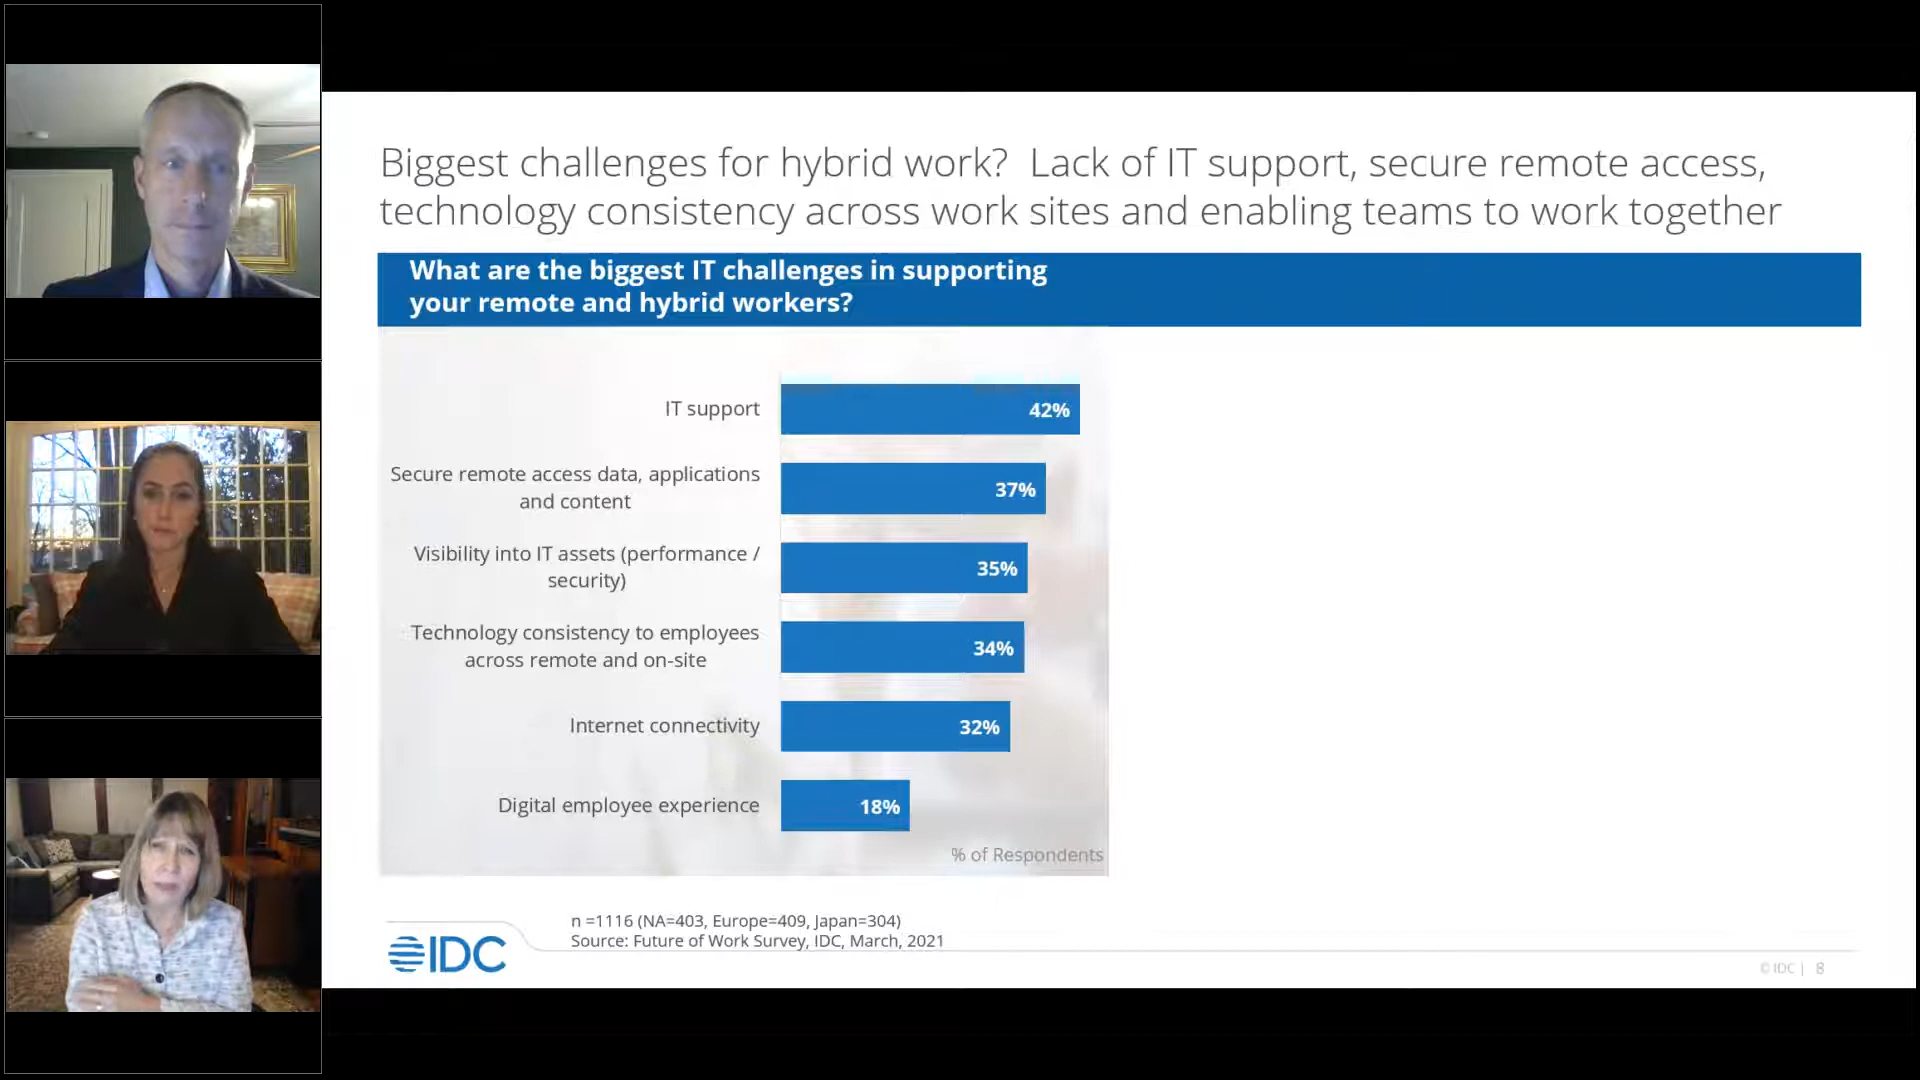 Biggest challenges for hybrid work?  Lack of IT support, secure remote access,
technology consistency across work sites and enabling teams to work together
What are the biggest IT challenges in supporting
your remote and hybrid workers?
IT support
42%
Secure remote access data, applications
and content
37%
Visibility into IT assets (performance /
security)
35%
Technology consistency to employees
across remote and on-site
34%
Internet connectivity
32%
Digital employee experience
18%
% of Respondents
n =1116 (NA=403, Europe=409, Japan=304)
Source: Future of Work Survey, IDC, March, 2021
IDC
© IDC | 8